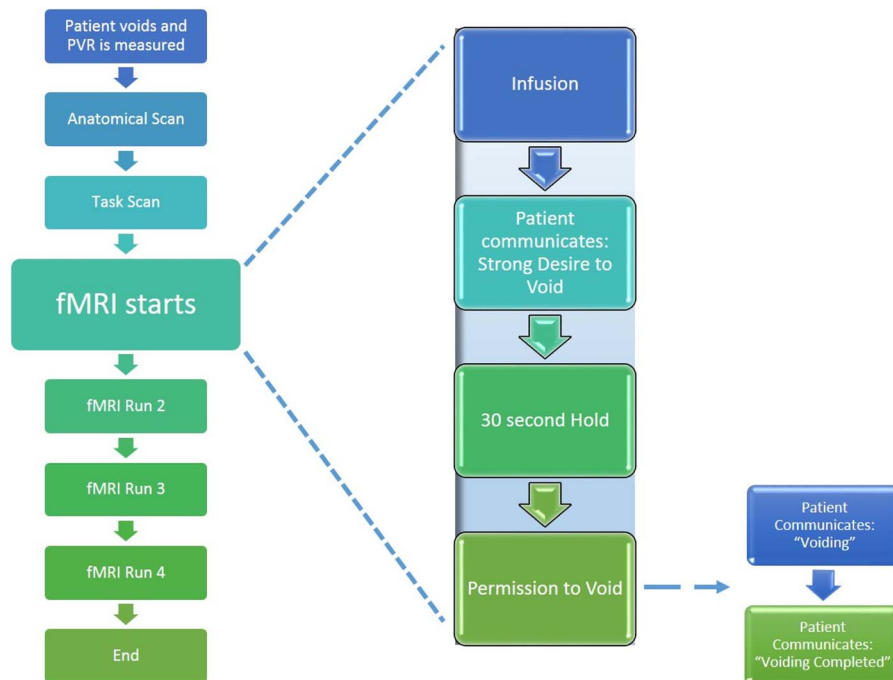 Patient voids and
PVR is measured
Anatomical Scan
Task Scan
fMRI starts
fMRI Run 2
fMRI Run 3
fMRI Run 4
End
Infusion
Patient
communicates:
Strong Desire to
Void
30 second Hold
Permission to Void
Patient
Communicates:
“Voiding”
Patient
Communicates:
“Voiding Completed”